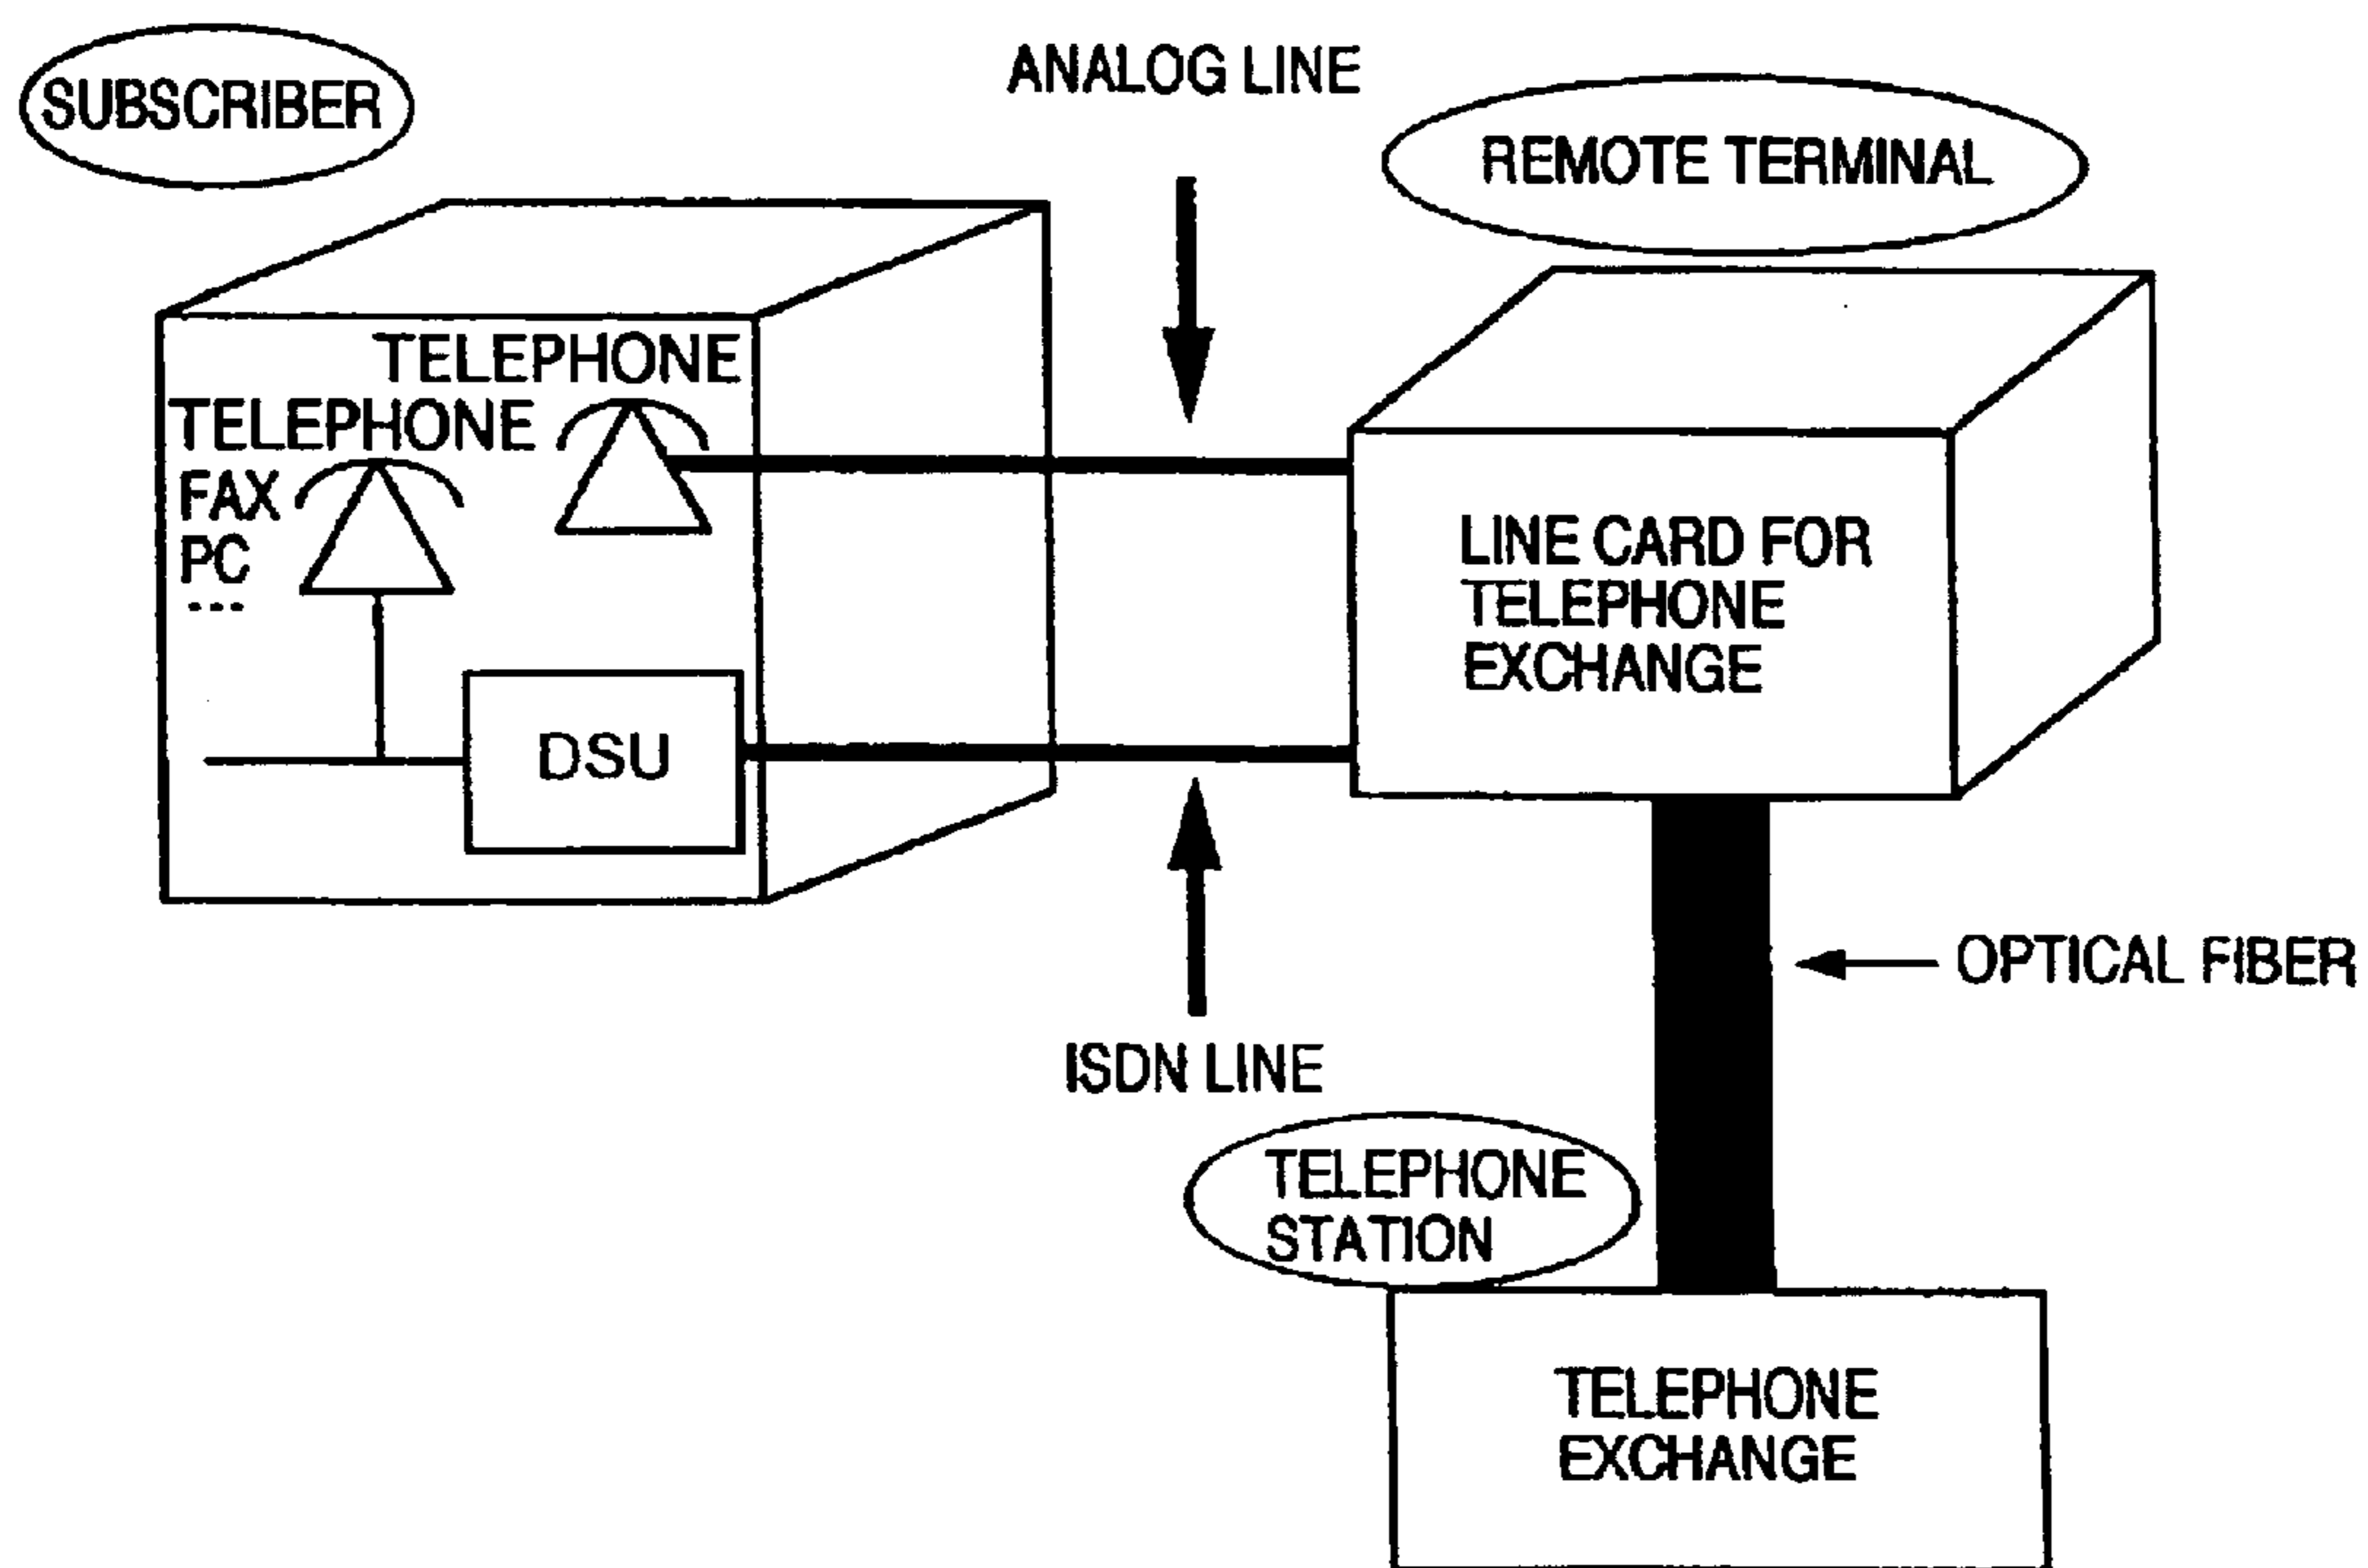 SUBSCRIBER
ANALOG LINE
REMOTE TERMINAL
TELEPHONE
TELEPHONE
FAX
PC
---
DSU
LINE CARD FOR
TELEPHONE
EXCHANGE
OPTICAL FIBER
ISDN LINE
TELEPHONE
STATION
TELEPHONE
EXCHANGE